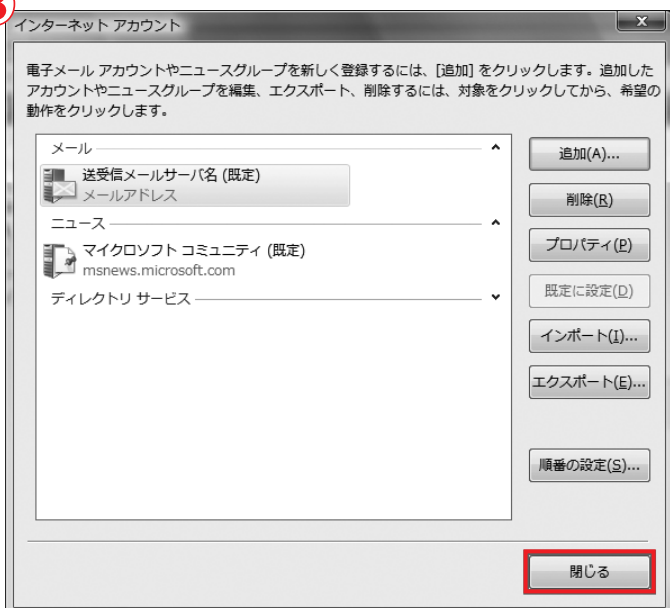 インターネット アカウント
電子メール アカウントやニュースグループを新しく登録するには、[追加] をクリックします。追加した
アカウントやニュースグループを編集、エクスポート、削除するには、対象をクリックしてから、希望の
動作をクリックします。
メール
送受信メールサーバ名 (既定)
メールアドレス
ニュース
マイクロソフト コミュニティ (既定)
msnews.microsoft.com
ディレクトリ サービス
追加(A)...
削除(R)
プロパティ(P)
既定に設定(D)
インポート(I)...
エクスポート(E)...
順番の設定(S)...
閉じる